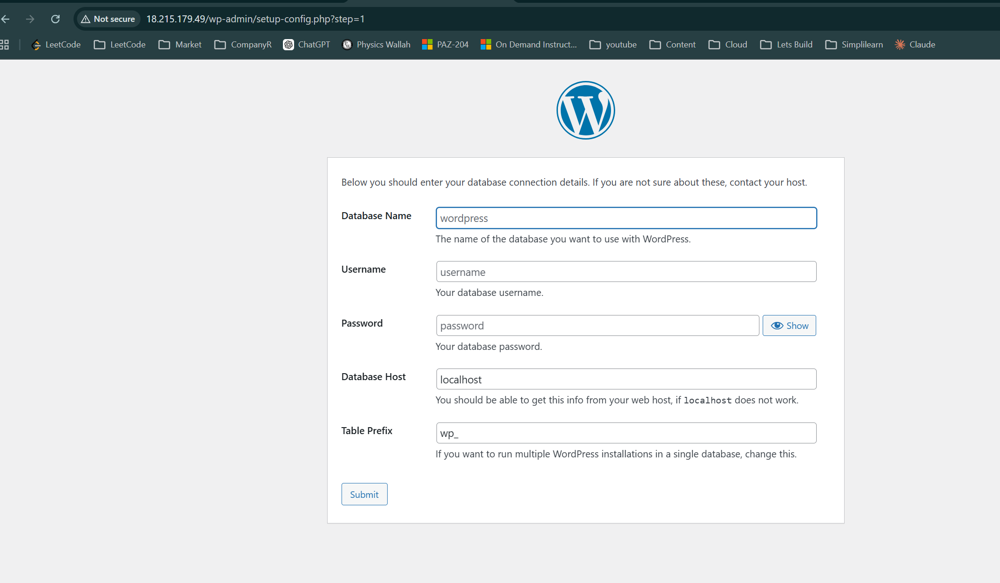 Not secure 18.215.179.49/wp-admin/setup-config.php?step=1
LeetCode LeetCode Market CompanyR ChatGPT Physics Wallah PAZ-204 On Demand Instruct... youtube Content Cloud Lets Build Simplilearn Claude
W
Below you should enter your database connection details. If you are not sure about these, contact your host.
Database Name wordpress
The name of the database you want to use with WordPress.
Username username
Your database username.
Password password Show
Your database password.
Database Host localhost
You should be able to get this info from your web host, if localhost does not work.
Table Prefix wp_
If you want to run multiple WordPress installations in a single database, change this.
Submit